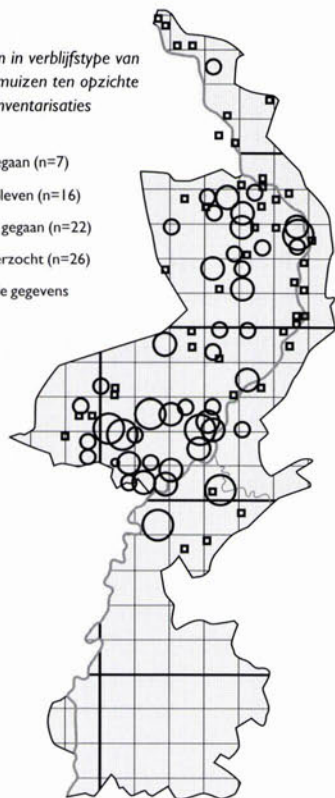 n in verblijfstype van
muizen ten opzichte
nventarisaties
egaan (n=7)
leven (n=16)
gegaan (n=22)
erzocht (n=26)
e gegevens